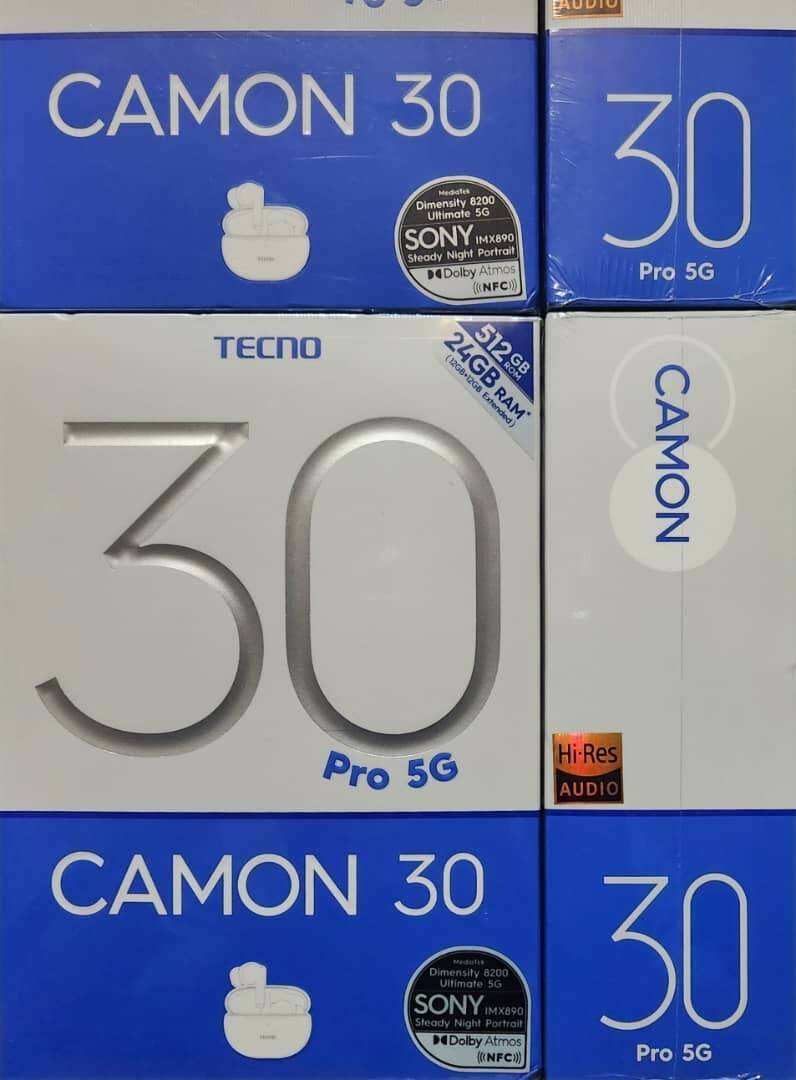 AUDIO
CAMON 30
MediaTek
Dimensity 8200
Ultimate 5G
SONY IMX890
Steady Night Portrait
Dolby Atmos
NFC
30
Pro 5G
TECNO
512GB
ROM
24GB RAM*
(12GB+12GB Extended)
30
Pro 5G
CAMON
Hi-Res
AUDIO
CAMON 30
TECNO
MediaTek
Dimensity 8200
Ultimate 5G
SONY IMX890
Steady Night Portrait
Dolby Atmos
NFC
30
Pro 5G